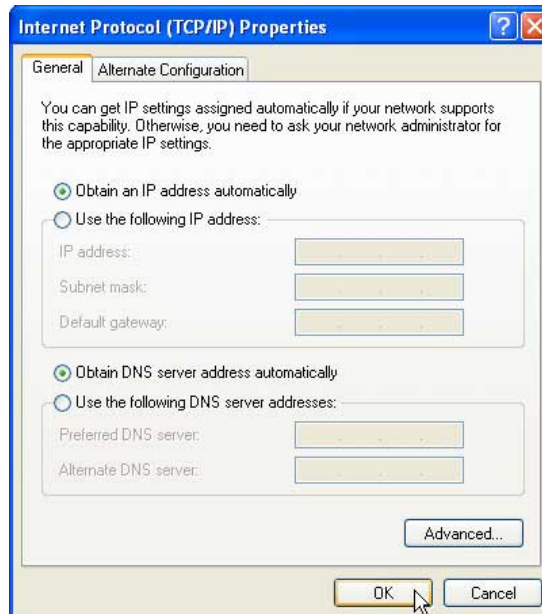 Internet Protocol (TCP/IP) Properties
General
Alternate Configuration
You can get IP settings assigned automatically if your network supports
this capability. Otherwise, you need to ask your network administrator for
the appropriate IP settings.
Obtain an IP address automatically
Use the following IP address:
IP address:
Subnet mask:
Default gateway:
Obtain DNS server address automatically
Use the following DNS server addresses:
Preferred DNS server:
Alternate DNS server:
Advanced...
OK
Cancel